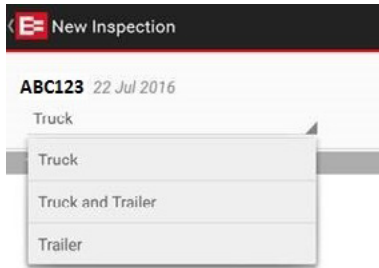 New Inspection
ABC123 22 Jul 2016
Truck
Truck
Truck and Trailer
Trailer